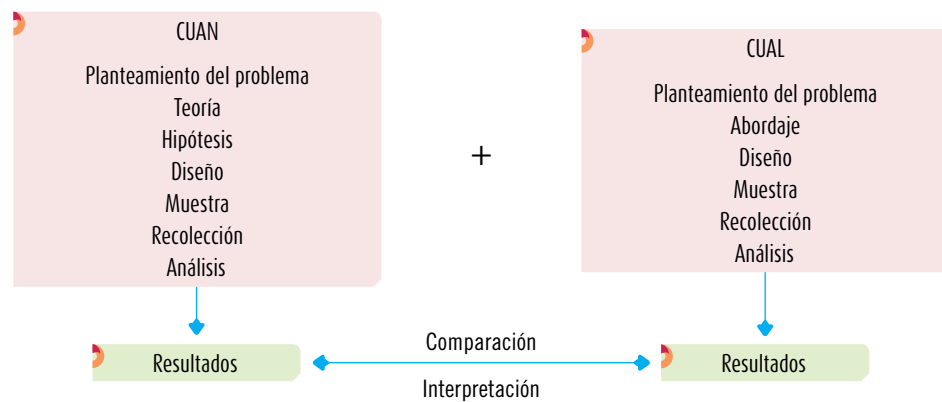 CUAN
Planteamiento del problema
Teoría
Hipótesis
Diseño
Muestra
Recolección
Análisis
+
CUAL
Planteamiento del problema
Abordaje
Diseño
Muestra
Recolección
Análisis
Resultados
Comparación
Interpretación
Resultados